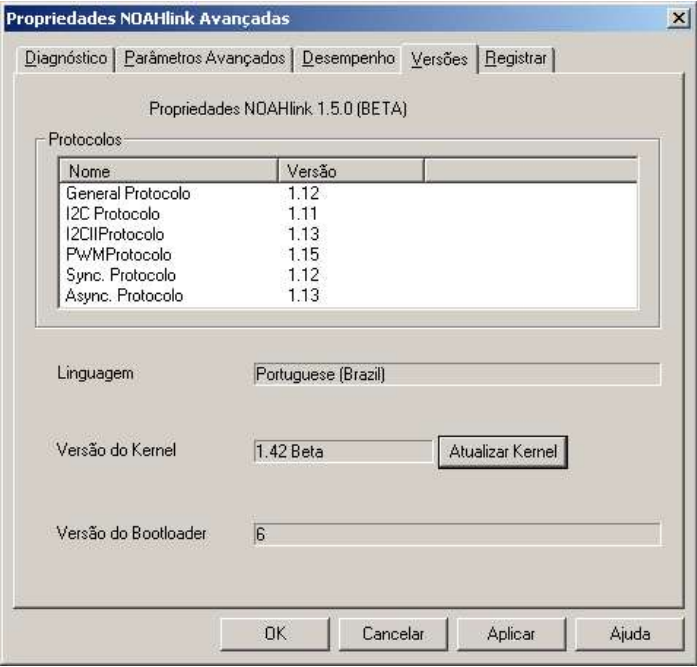 Propriedades NOAHlink Avançadas
Diagnóstico Parâmetros Avançados Desempenho Versões Registrar
Propriedades NOAHlink 1.5.0 (BETA)
Protocolos
Nome Versão
General Protocolo 1.12
I2C Protocolo 1.11
I2CIIProtocolo 1.13
PWMProtocolo 1.15
Sync. Protocolo 1.12
Async. Protocolo 1.13
Linguagem Portuguese (Brazil)
Versão do Kernel 1.42 Beta Atualizar Kernel
Versão do Bootloader 6
OK Cancelar Aplicar Ajuda